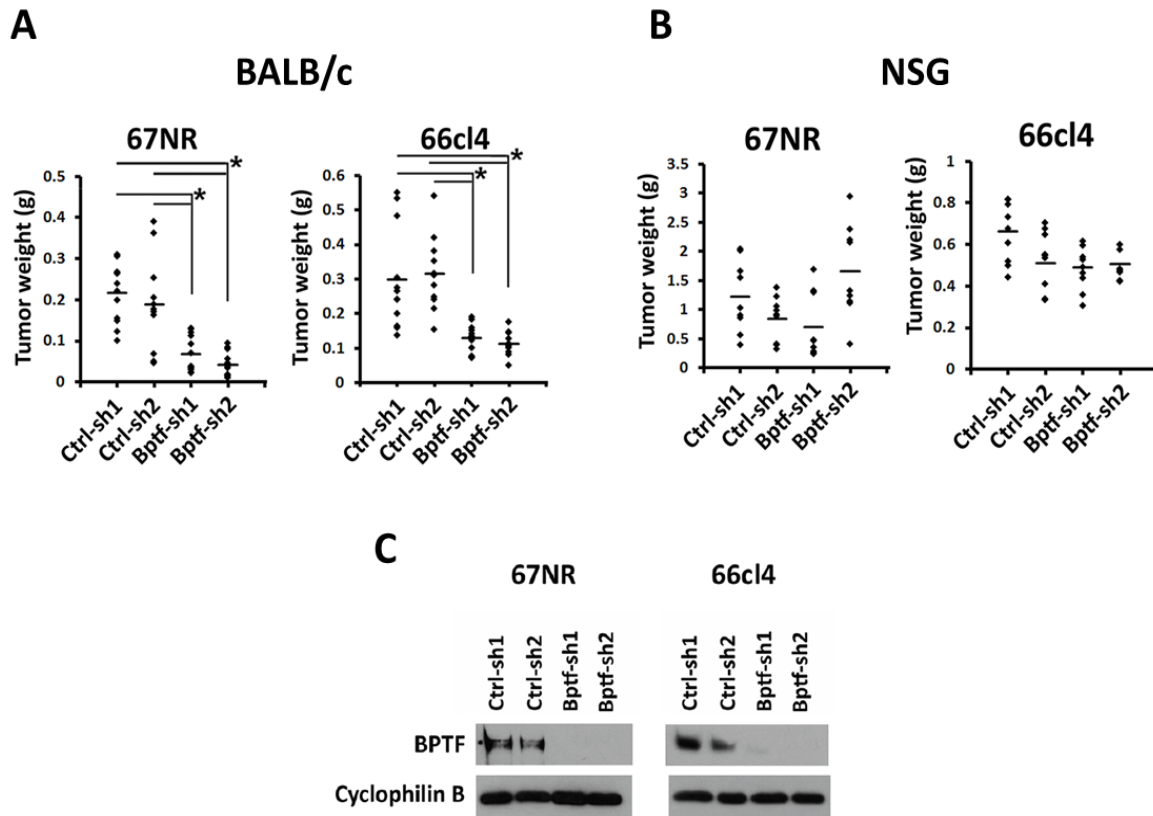 A
BALB/c
67NR
Tumor weight (g)
0.5
0.4
0.3
0.2
0.1
0
*
*
Ctrl-sh1
Ctrl-sh2
Bptf-sh1
Bptf-sh2
66cl4
Tumor weight (g)
0.6
0.5
0.4
0.3
0.2
0.1
0
*
*
Ctrl-sh1
Ctrl-sh2
Bptf-sh1
Bptf-sh2
B
NSG
67NR
Tumor weight (g)
3.5
3
2.5
2
1.5
1
0.5
0
Ctrl-sh1
Ctrl-sh2
Bptf-sh1
Bptf-sh2
66cl4
Tumor weight (g)
1
0.8
0.6
0.4
0.2
0
Ctrl-sh1
Ctrl-sh2
Bptf-sh1
Bptf-sh2
C
67NR
Ctrl-sh1
Ctrl-sh2
Bptf-sh1
Bptf-sh2
66cl4
Ctrl-sh1
Ctrl-sh2
Bptf-sh1
Bptf-sh2
BPTF
Cyclophilin B